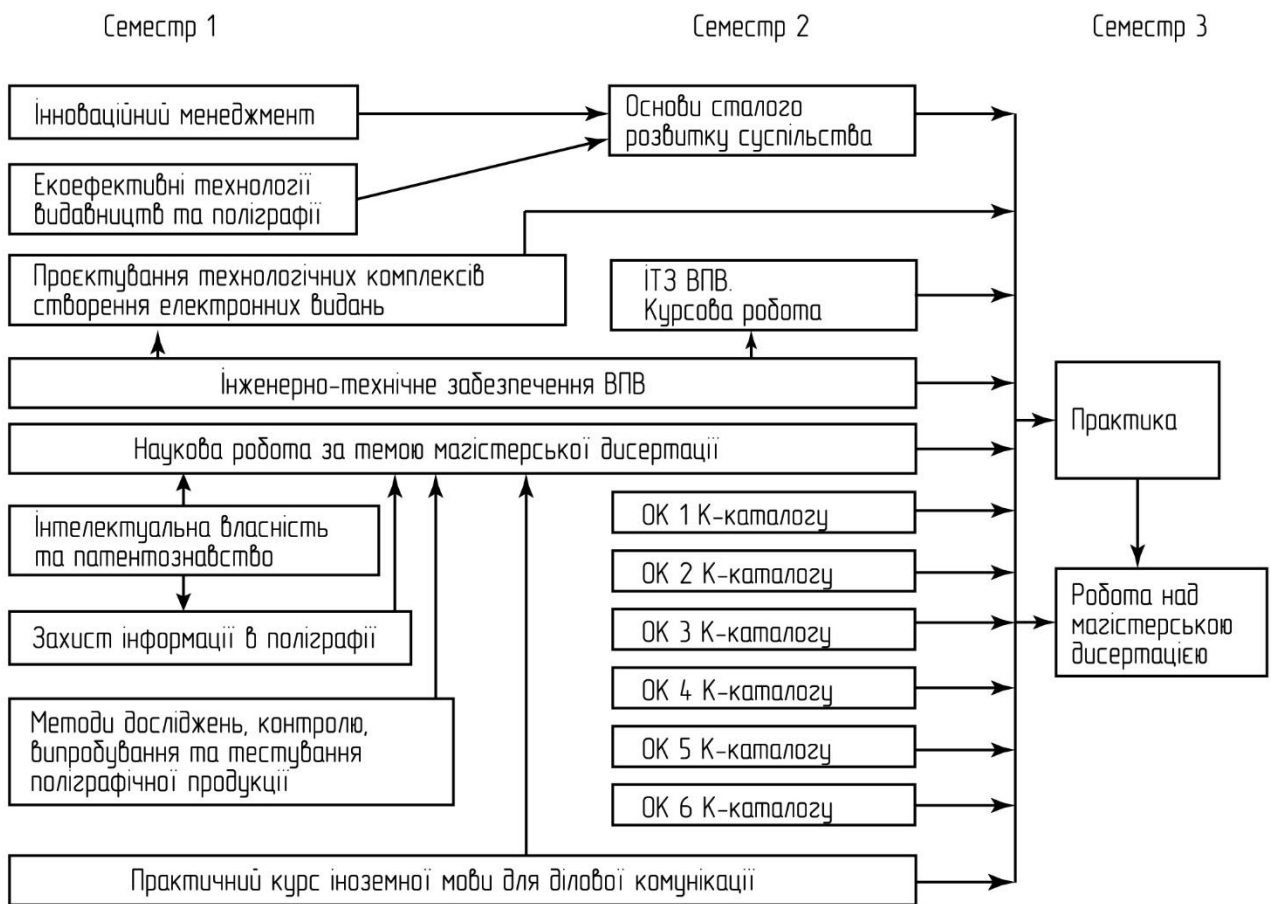 Семестр 1
Семестр 2
Семестр 3
Інноваційний менеджмент
Основи сталого
розвитку суспільства
Екоефективні технології
видавництв та поліграфії
Проєктування технологічних комплексів
створення електронних видань
ІТЗ ВПВ.
Курсова робота
Інженерно-технічне забезпечення ВПВ
Практика
Наукова робота за темою магістерської дисертації
Інтелектуальна власність
та патентознавство
Захист інформації в поліграфії
Методи досліджень, контролю,
випробування та тестування
поліграфічної продукції
ОК 1 К-каталогу
ОК 2 К-каталогу
ОК 3 К-каталогу
ОК 4 К-каталогу
ОК 5 К-каталогу
ОК 6 К-каталогу
Робота над
магістерською
дисертацією
Практичний курс іноземної мови для ділової комунікації